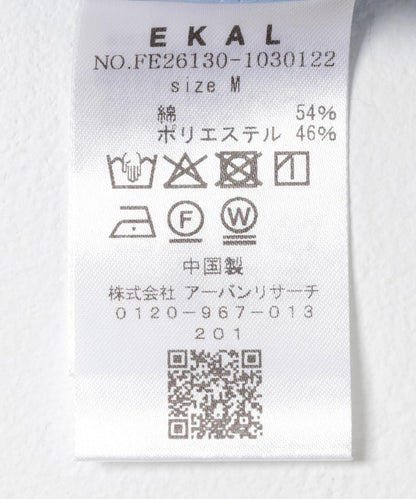 EKAL
NO.FE26130-1030122
size M
綿 54%
ポリエステル 46%
F W
中国製
株式会社 アーバンリサーチ
0120-967-013
201